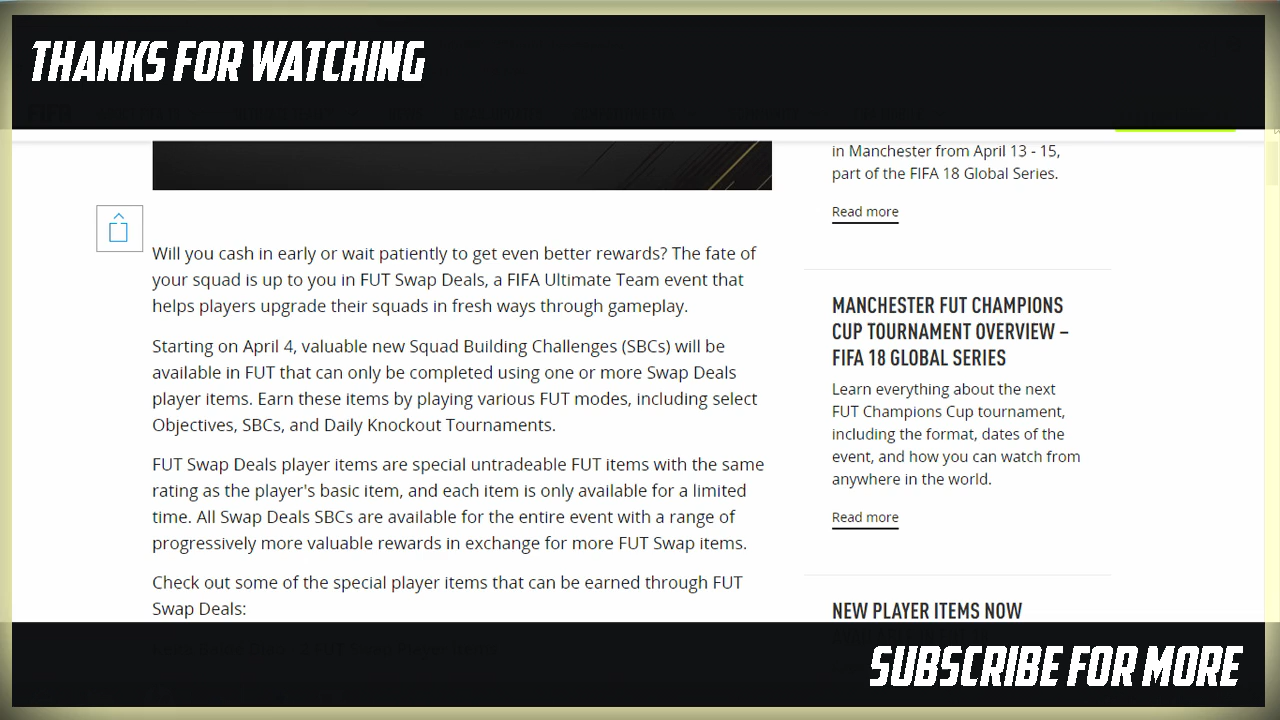 THANKS FOR WATCHING
Will you cash in early or wait patiently to get even better rewards? The fate of
your squad is up to you in FUT Swap Deals, a FIFA Ultimate Team event that
helps players upgrade their squads in fresh ways through gameplay.
Starting on April 4, valuable new Squad Building Challenges (SBCs) will be
available in FUT that can only be completed using one or more Swap Deals
player items. Earn these items by playing various FUT modes, including select
Objectives, SBCs, and Daily Knockout Tournaments.
FUT Swap Deals player items are special untradeable FUT items with the same
rating as the player's basic item, and each item is only available for a limited
time. All Swap Deals SBCs are available for the entire event with a range of
progressively more valuable rewards in exchange for more FUT Swap items.
Check out some of the special player items that can be earned through FUT
Swap Deals:
in Manchester from April 13 - 15,
part of the FIFA 18 Global Series.
Read more
MANCHESTER FUT CHAMPIONS
CUP TOURNAMENT OVERVIEW –
FIFA 18 GLOBAL SERIES
Learn everything about the next
FUT Champions Cup tournament,
including the format, dates of the
event, and how you can watch from
anywhere in the world.
Read more
NEW PLAYER ITEMS NOW
SUBSCRIBE FOR MORE